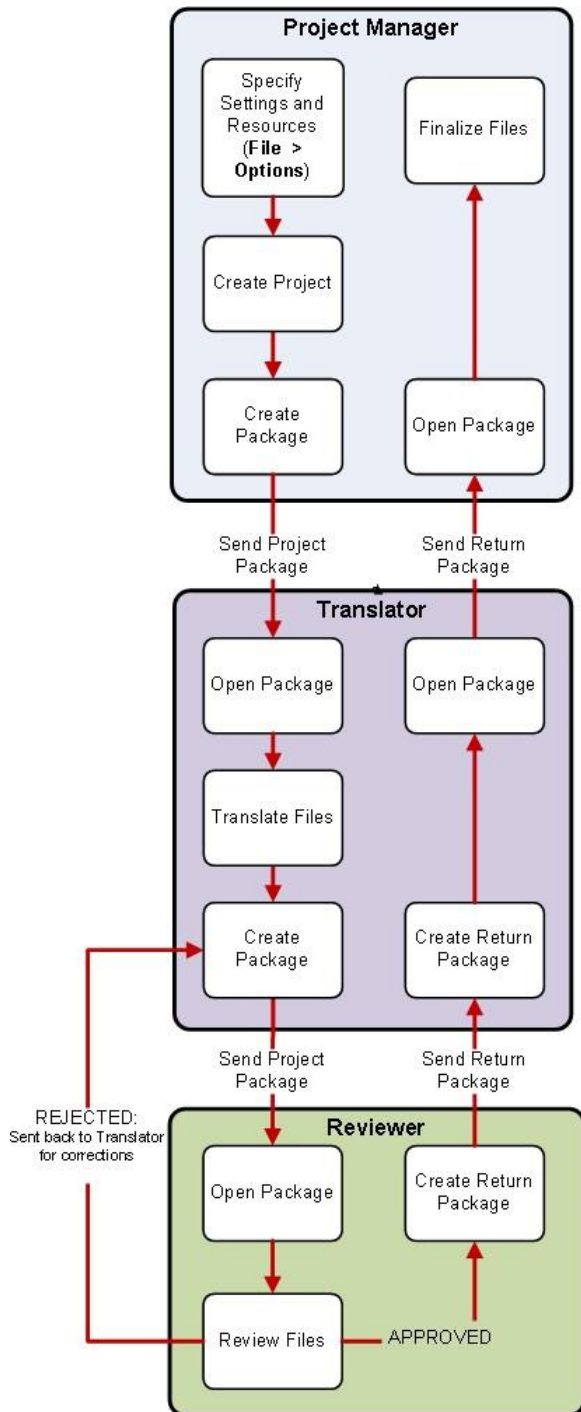 Project Manager
Specify
Settings and
Resources
(File >
Options)
Finalize Files
Create Project
Create
Package
Open Package
Send Project
Package
Send Return
Package
Translator
Open Package
Open Package
Translate Files
Create
Package
Create Return
Package
Send Project
Package
Send Return
Package
REJECTED:
Sent back to Translator
for corrections
Reviewer
Open Package
Create Return
Package
Review Files
APPROVED